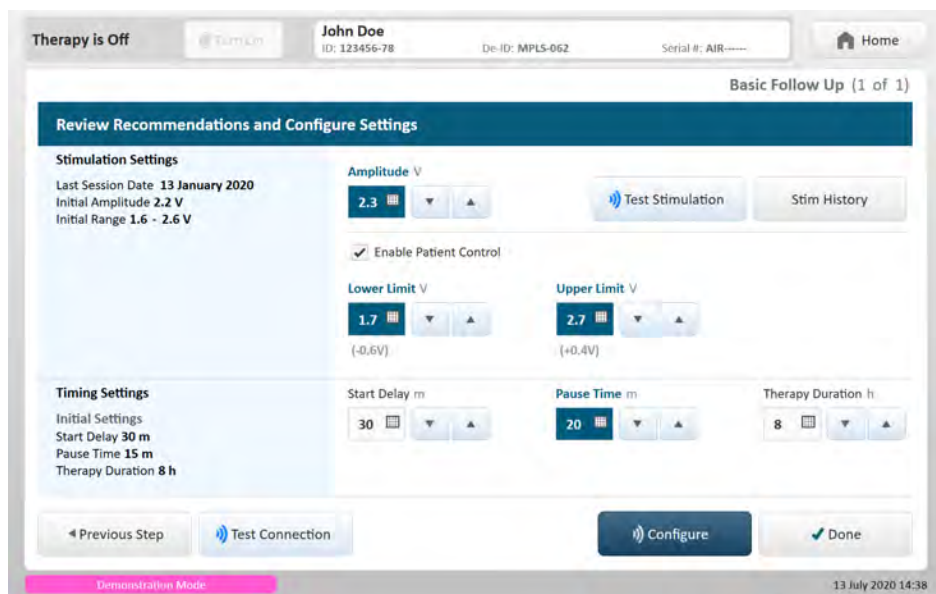 Therapy is Off
Turn On
John Doe
ID: 123456-78 De-ID: MPLS-062 Serial #: AIR------
Home
Basic Follow Up (1 of 1)
Review Recommendations and Configure Settings
Stimulation Settings
Last Session Date 13 January 2020
Initial Amplitude 2.2 V
Initial Range 1.6 - 2.6 V
Amplitude V
2.3
Test Stimulation
Stim History
Enable Patient Control
Lower Limit V
1.7
(-0.6V)
Upper Limit V
2.7
(+0.4V)
Timing Settings
Initial Settings
Start Delay 30 m
Pause Time 15 m
Therapy Duration 8 h
Start Delay m
30
Pause Time m
20
Therapy Duration h
8
Previous Step
Test Connection
Configure
Done
Demonstration Mode
13 July 2020 14:38